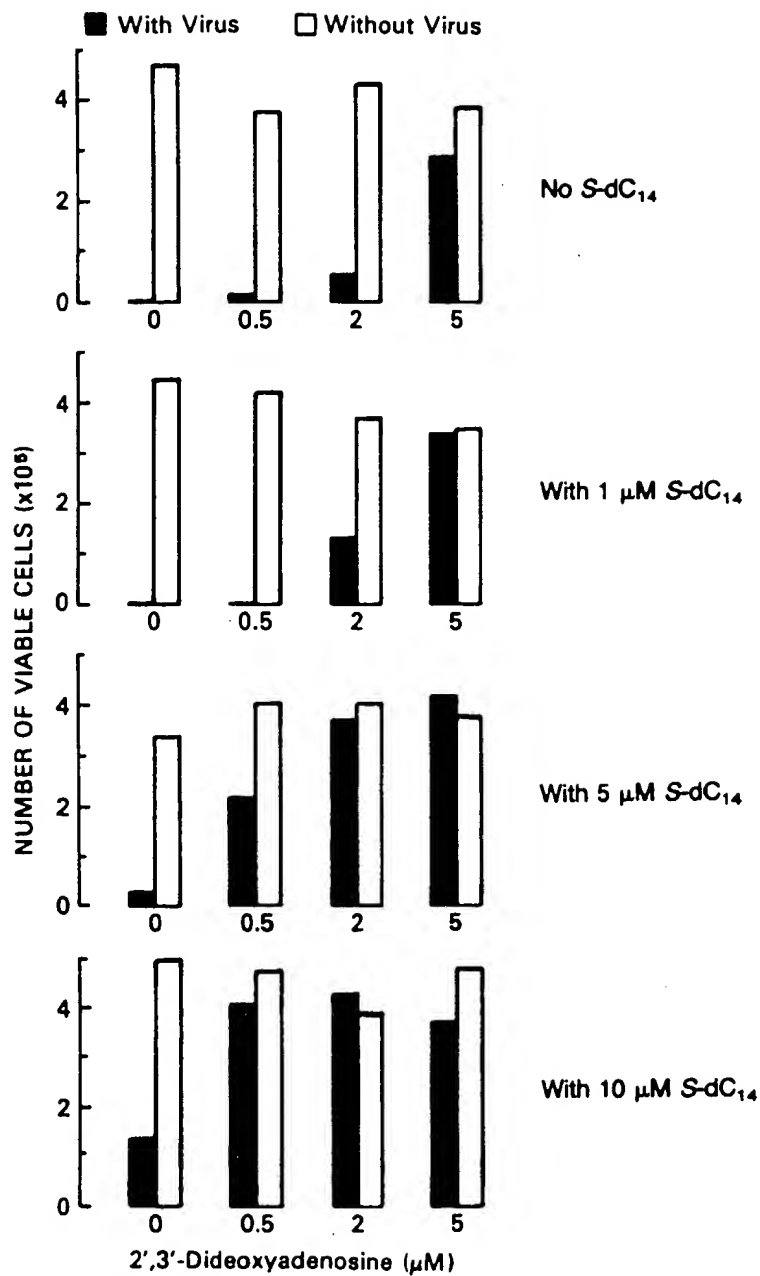 With Virus Without Virus
4
2
0
0 0.5 2 5
No S-dC₁₄
4
2
0
0 0.5 2 5
With 1 μM S-dC₁₄
4
2
0
0 0.5 2 5
With 5 μM S-dC₁₄
4
2
0
0 0.5 2 5
With 10 μM S-dC₁₄
NUMBER OF VIABLE CELLS (x10⁵)
2',3'-Dideoxyadenosine (μM)